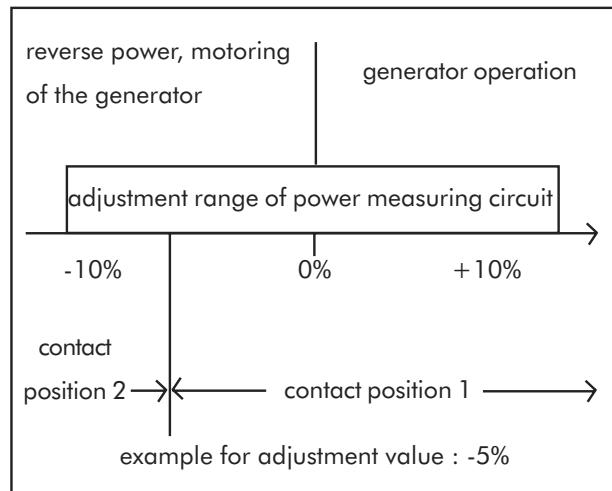 reverse power, motoring
of the generator
generator operation
adjustment range of power measuring circuit
-10%
0%
+10%
contact
position 2
contact position 1
example for adjustment value : -5%